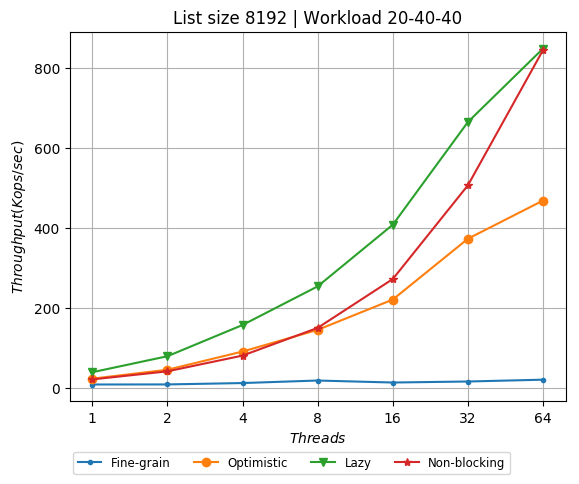 List size 8192 | Workload 20-40-40
800
600
400
200
0
Throughput(Kops/sec)
1 2 4 8 16 32 64
Threads
Fine-grain Optimistic Lazy Non-blocking